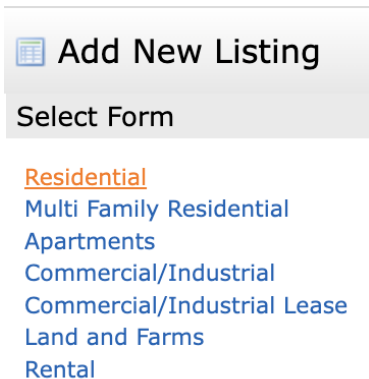 Add New Listing
Select Form
Residential
Multi Family Residential
Apartments
Commercial/Industrial
Commercial/Industrial Lease
Land and Farms
Rental